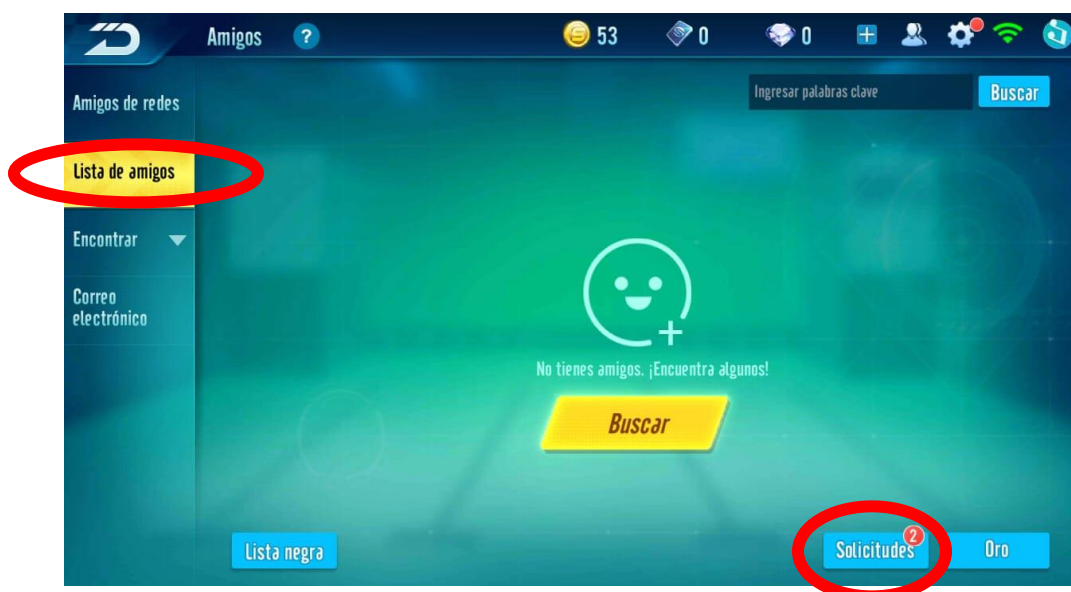 Amigos ? 53 0 0
Ingresar palabras clave Buscar
Amigos de redes
Lista de amigos
Encontrar
Correo
electrónico
No tienes amigos. ¡Encuentra algunos!
Buscar
Lista negra
Solicitudes 2
Oro